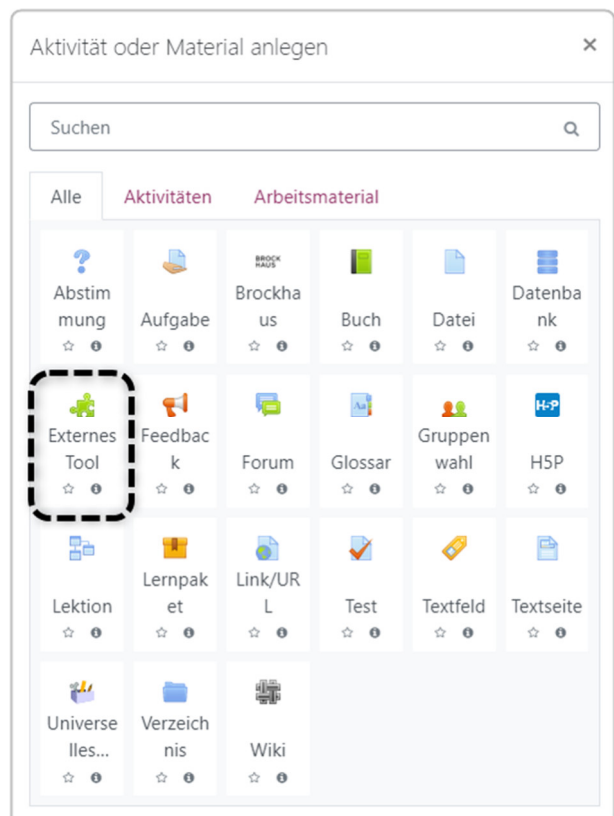 Aktivität oder Material anlegen ×
Suchen
Alle Aktivitäten Arbeitsmaterial
BROCK
HAUS
Abstim Brockha Datenba
mung Aufgabe us Buch Datei nk
Aa
H-P
Externes Feedbac Gruppen
Tool k Forum Glossar wahl H5P
Lernpak Link/UR
Lektion et L Test Textfeld Textseite
Universe Verzeich
lles... nis Wiki